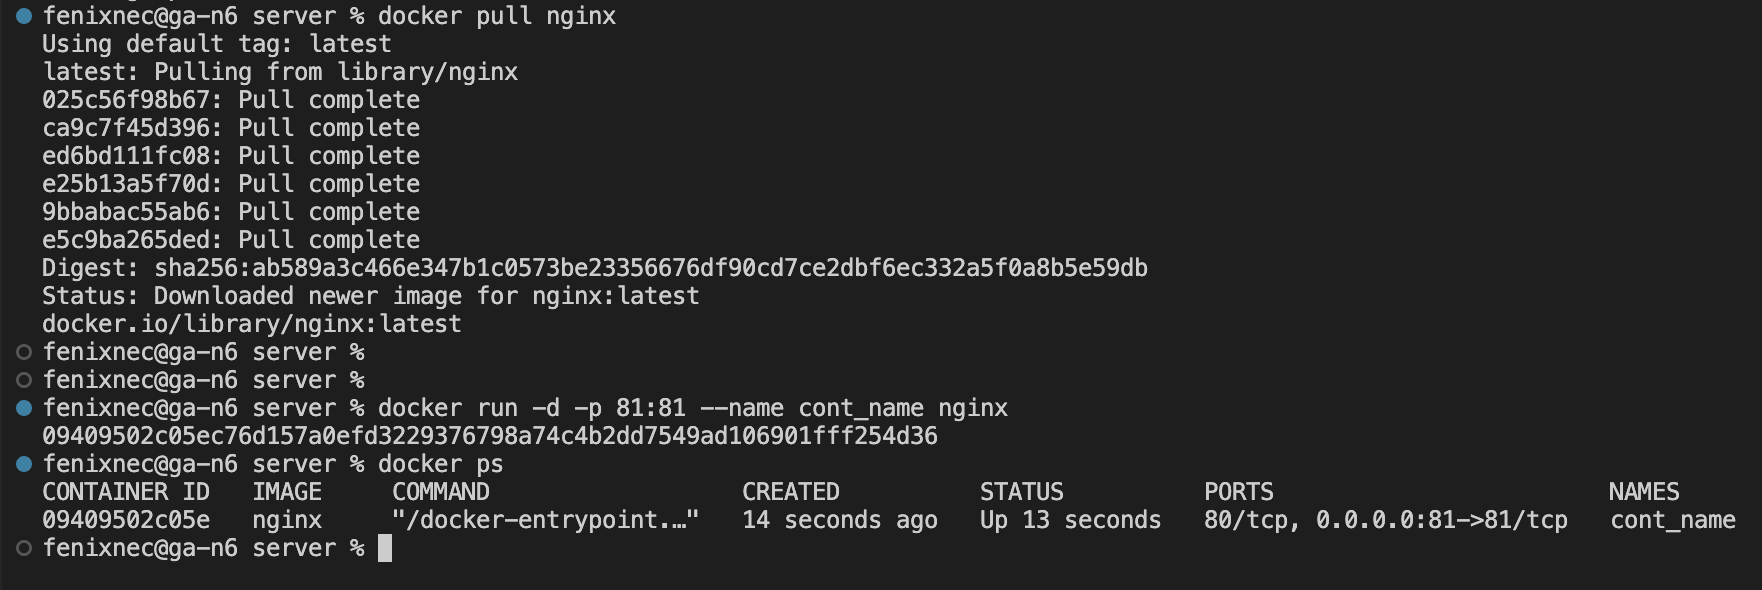 fenixnec@ga-n6 server % docker pull nginx
Using default tag: latest
latest: Pulling from library/nginx
025c56f98b67: Pull complete
ca9c7f45d396: Pull complete
ed6bd111fc08: Pull complete
e25b13a5f70d: Pull complete
9bbabac55ab6: Pull complete
e5c9ba265ded: Pull complete
Digest: sha256:ab589a3c466e347b1c0573be23356676df90cd7ce2dbf6ec332a5f0a8b5e59db
Status: Downloaded newer image for nginx:latest
docker.io/library/nginx:latest
fenixnec@ga-n6 server %
fenixnec@ga-n6 server %
fenixnec@ga-n6 server % docker run -d -p 81:81 --name cont_name nginx
09409502c05ec76d157a0efd3229376798a74c4b2dd7549ad106901fff254d36
fenixnec@ga-n6 server % docker ps
CONTAINER ID   IMAGE     COMMAND                  CREATED          STATUS          PORTS                        NAMES
09409502c05e   nginx     "/docker-entrypoint.…"   14 seconds ago   Up 13 seconds   80/tcp, 0.0.0.0:81->81/tcp   cont_name
fenixnec@ga-n6 server %